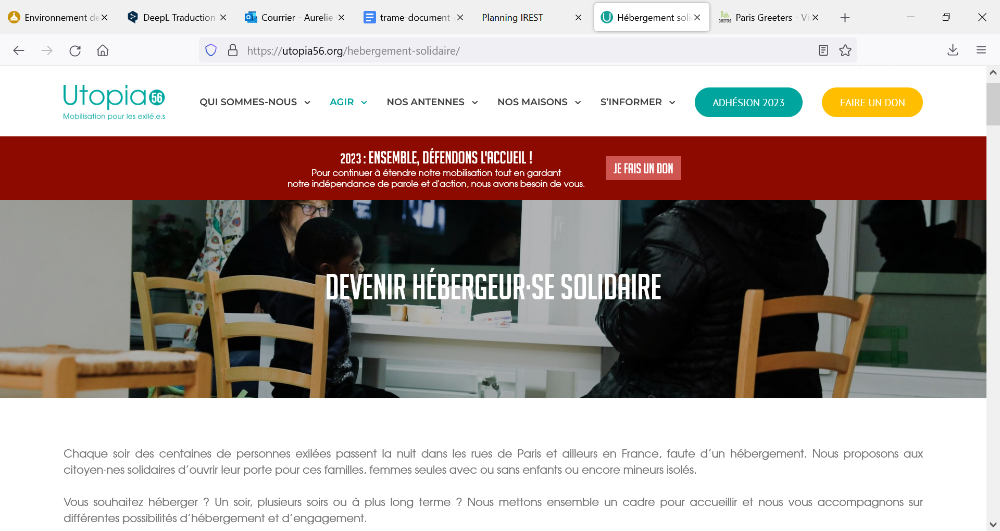 Environnement de
DeepL Traduction
Courrier - Aurelie
trame-document-
Planning IREST
Hébergement soli
Paris Greeters - Vi
https://utopia56.org/hebergement-solidaire/
Utopia 56
Mobilisation pour les exilé.e.s
QUI SOMMES-NOUS
AGIR
NOS ANTENNES
NOS MAISONS
S’INFORMER
ADHÉSION 2023
FAIRE UN DON
2023 : ENSEMBLE, DÉFENDONS L'ACCUEIL !
Pour continuer à étendre notre mobilisation tout en gardant
notre indépendance de parole et d'action, nous avons besoin de vous.
JE FAIS UN DON
DEVENIR HÉBERGEUR·SE SOLIDAIRE
Chaque soir des centaines de personnes exilées passent la nuit dans les rues de Paris et ailleurs en France, faute d’un hébergement. Nous proposons aux
citoyen·nes solidaires d’ouvrir leur porte pour ces familles, femmes seules avec ou sans enfants ou encore mineurs isolés.
Vous souhaitez héberger ? Un soir, plusieurs soirs ou à plus long terme ? Nous mettons ensemble un cadre pour accueillir et nous vous accompagnons sur
différentes possibilités d’hébergement et d’engagement.